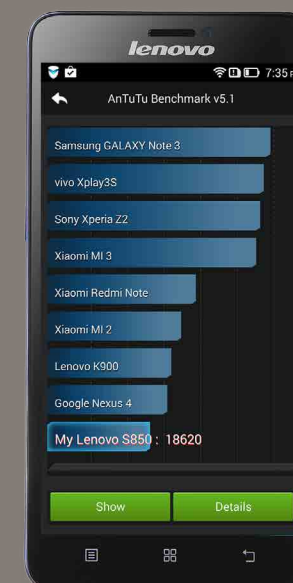 lenovo
7:35
AnTuTu Benchmark v5.1
Samsung GALAXY Note 3
vivo Xplay3S
Sony Xperia Z2
Xiaomi MI 3
Xiaomi Redmi Note
Xiaomi MI 2
Lenovo K900
Google Nexus 4
My Lenovo S850 : 18620
Show Details